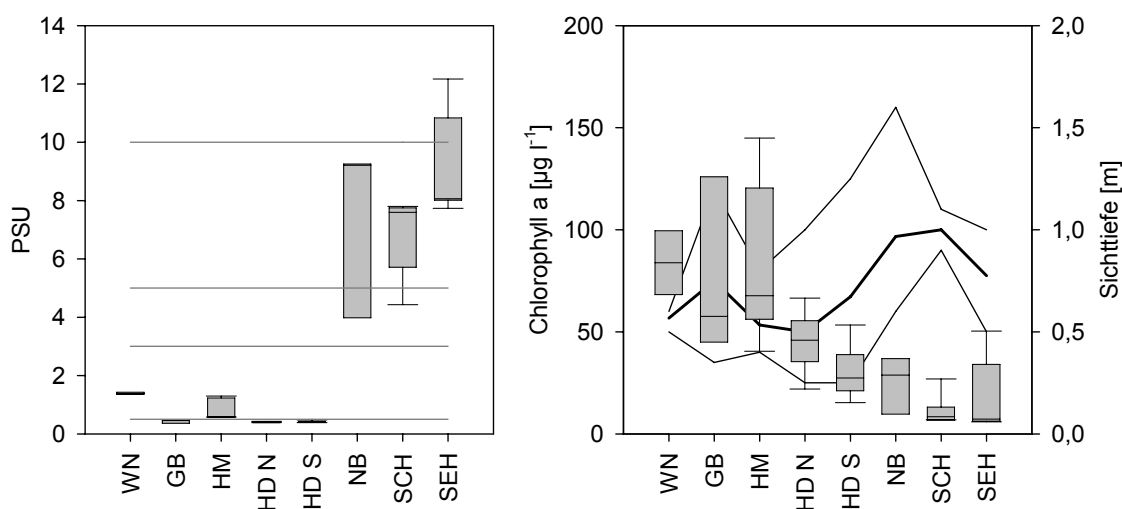 14
12
10
8
6
4
2
0
PSU
WN
GB
HM
HD N
HD S
NB
SCH
SEH
200
150
100
50
0
Chlorophyll a [µg l⁻¹]
2,0
1,5
1,0
0,5
0,0
Sichttiefe [m]
WN
GB
HM
HD N
HD S
NB
SCH
SEH